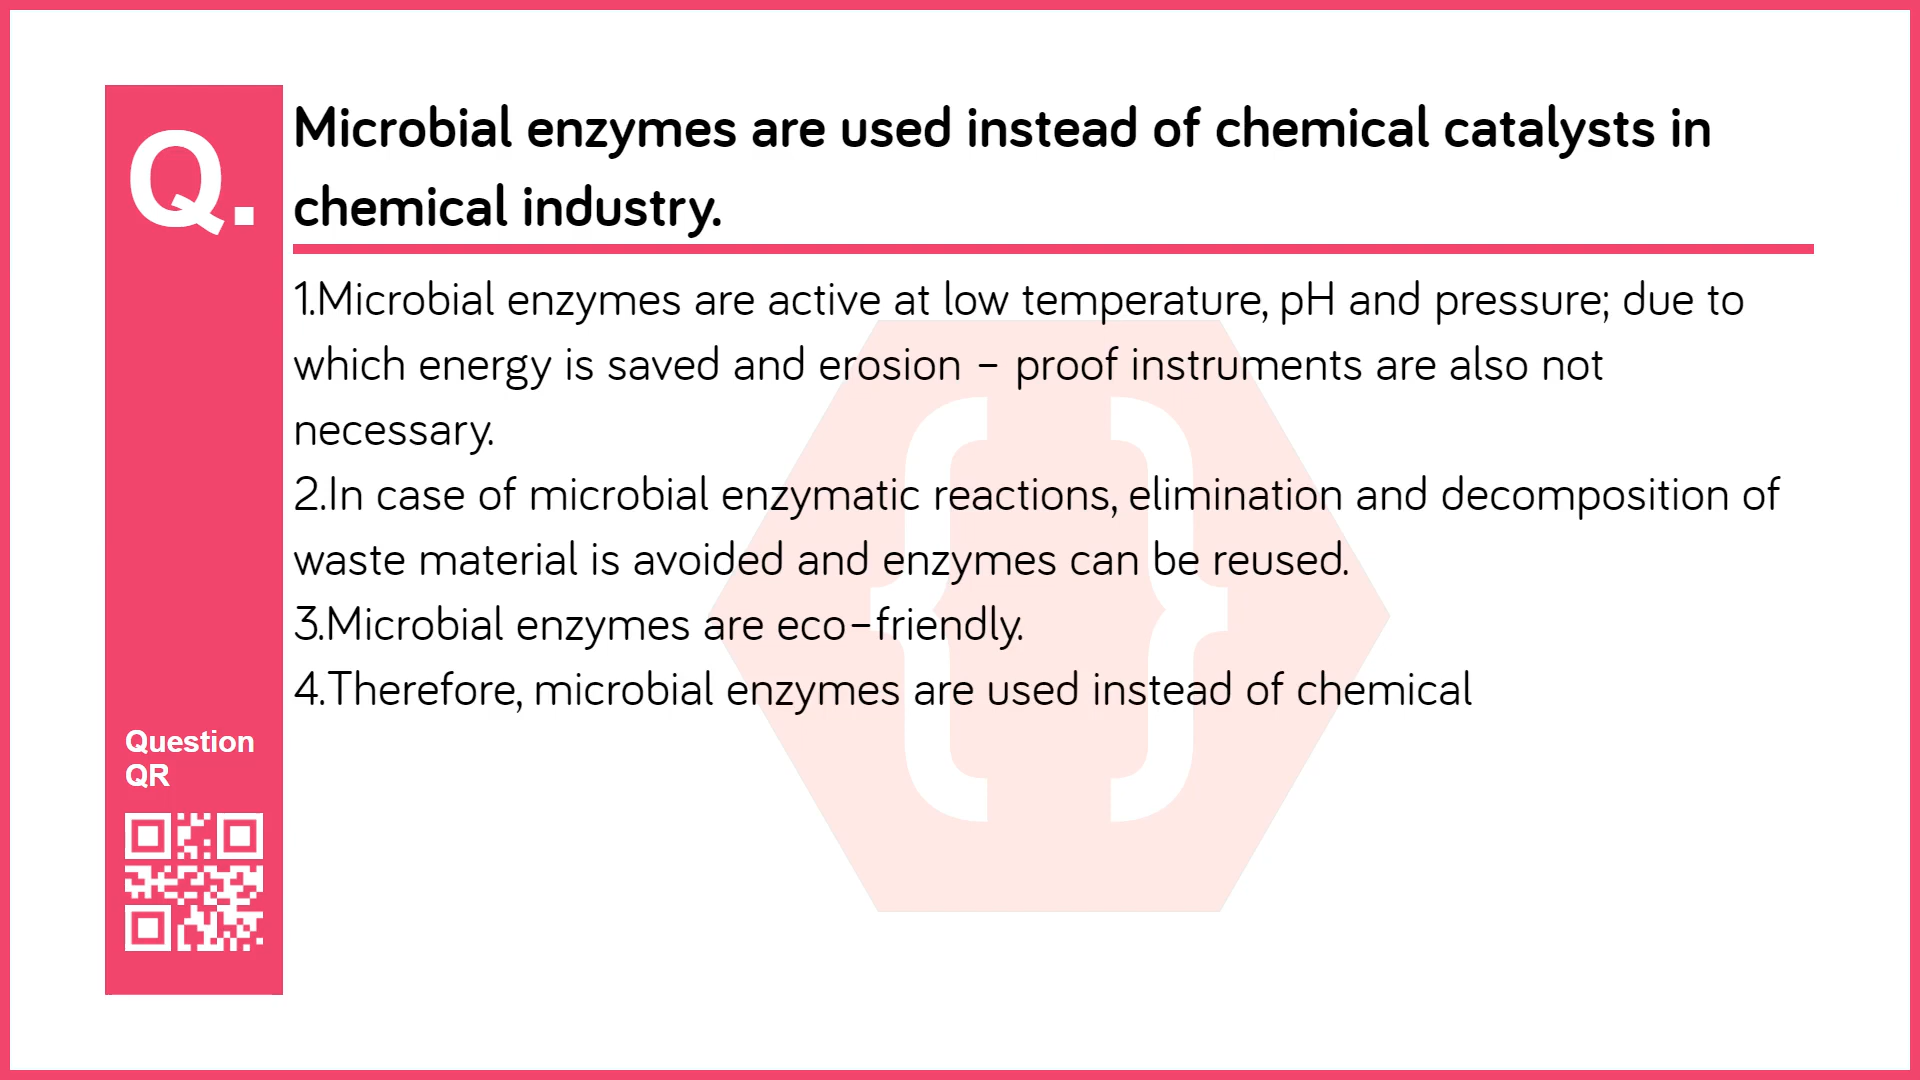 Q.
Microbial enzymes are used instead of chemical catalysts in
chemical industry.
1.Microbial enzymes are active at low temperature, pH and pressure; due to
which energy is saved and erosion – proof instruments are also not
necessary.
2.In case of microbial enzymatic reactions, elimination and decomposition of
waste material is avoided and enzymes can be reused.
3.Microbial enzymes are eco–friendly.
4.Therefore, microbial enzymes are used instead of chemical
Question
QR